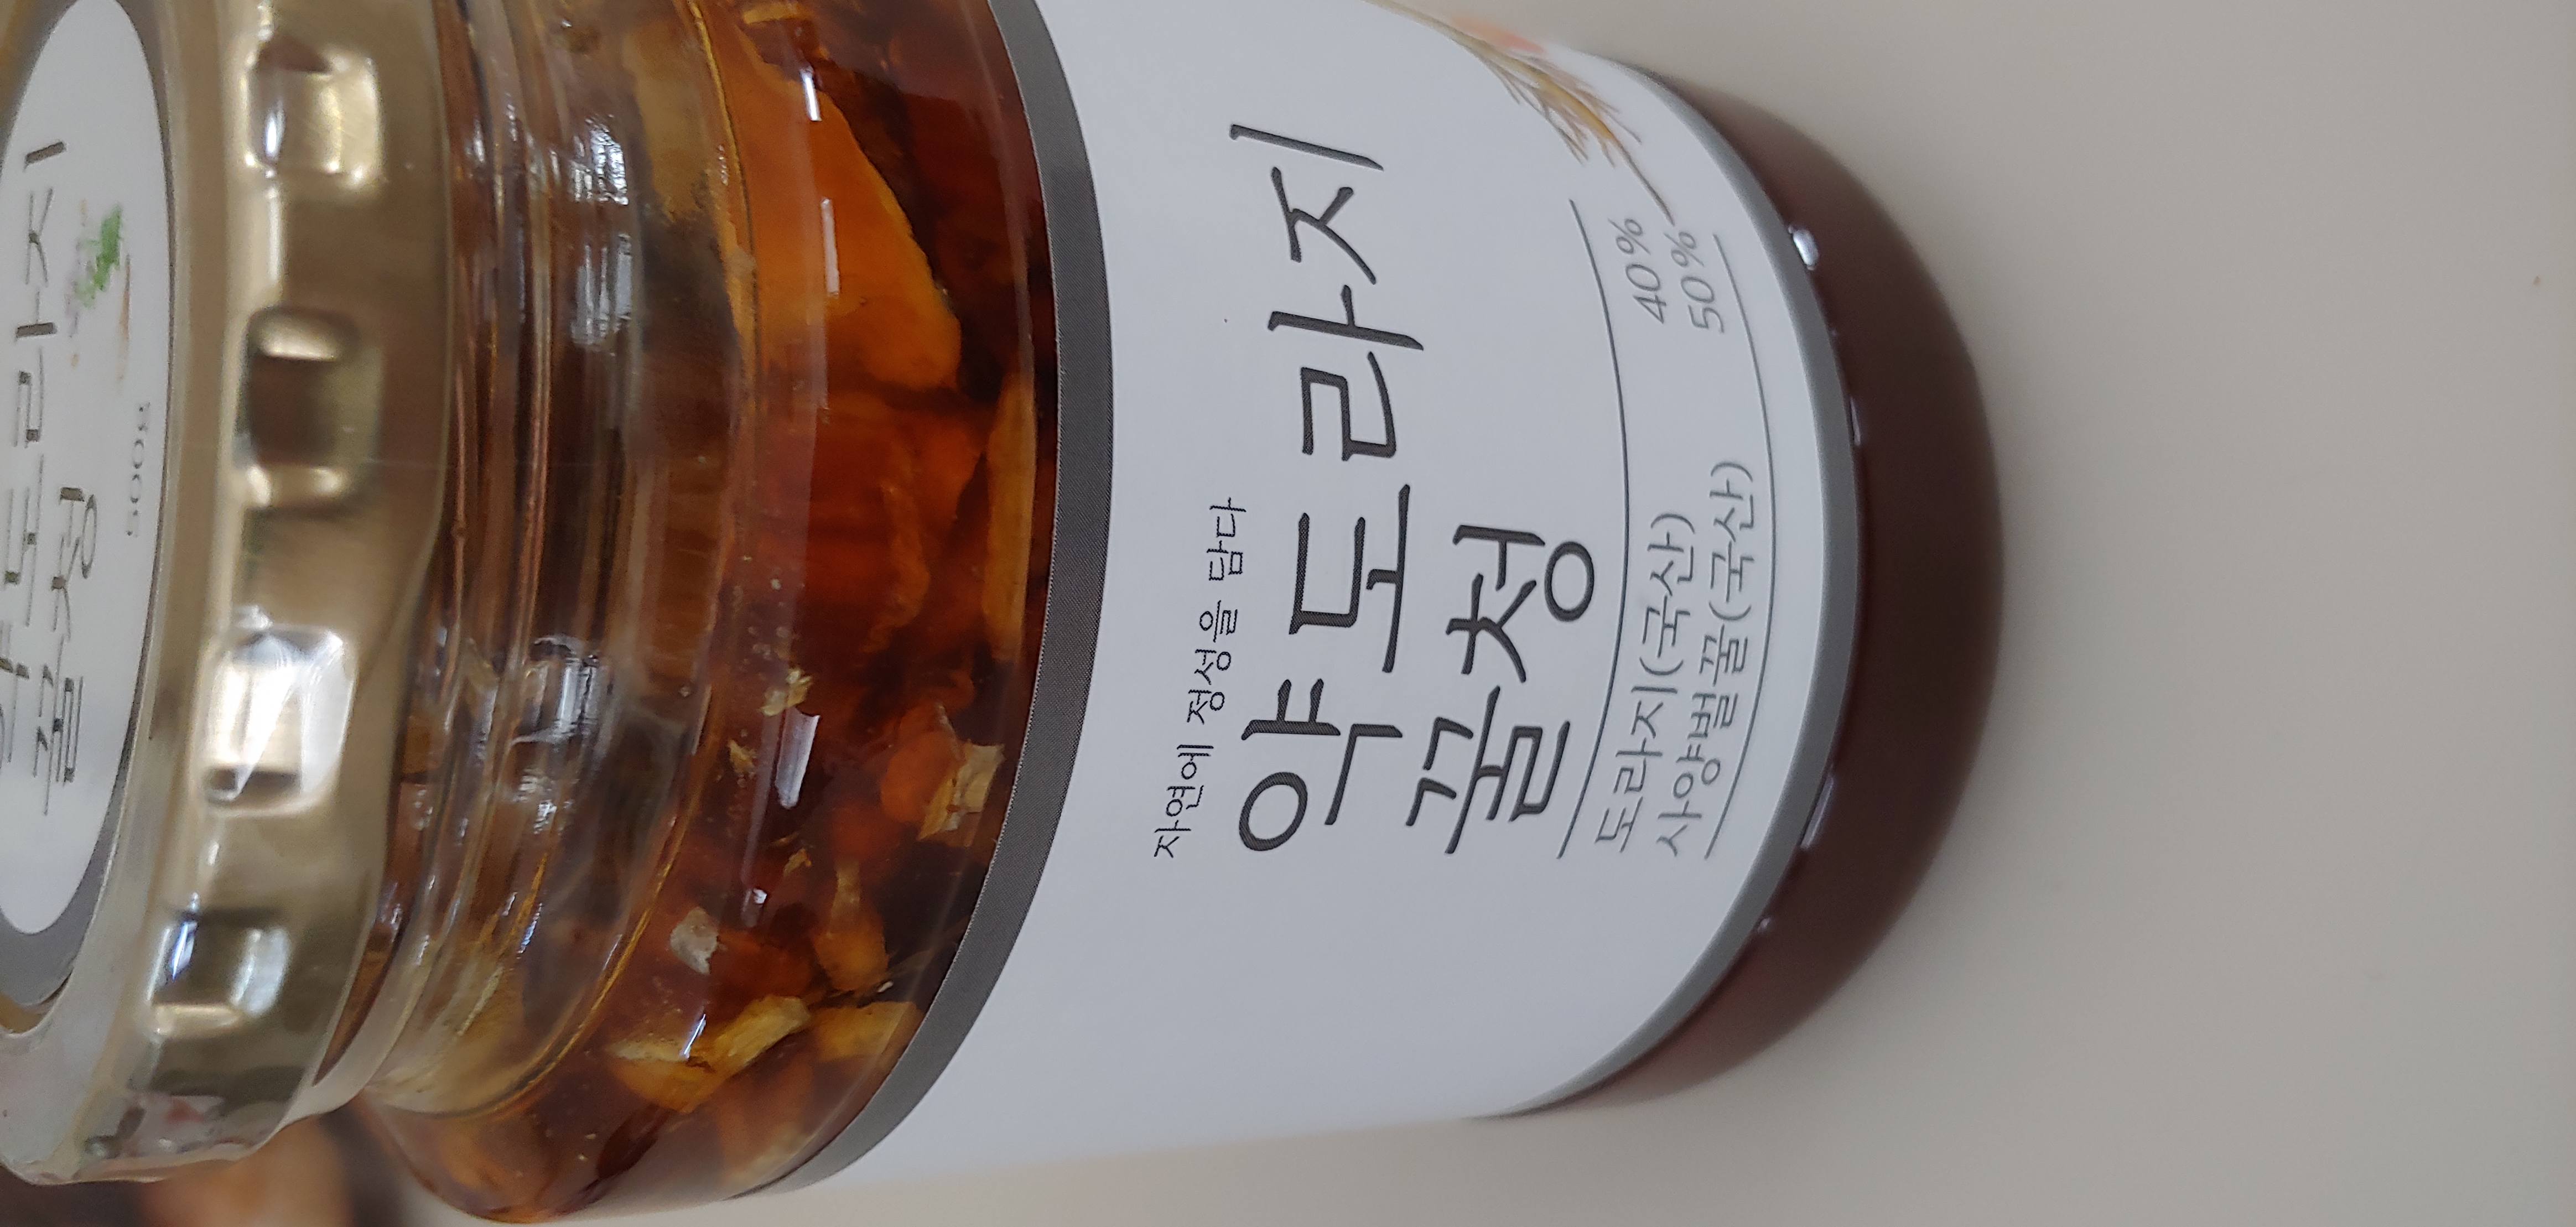 약도라지
꿀청
500g
자연에 정성을 담다
약도라지
꿀청
도라지(국산) 40%
사양벌꿀(국산) 50%